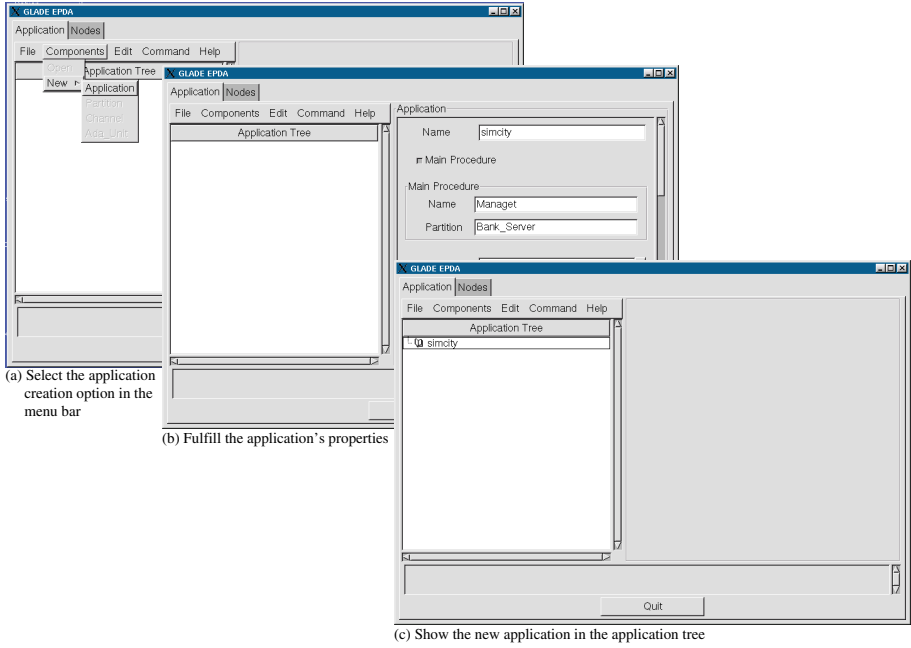 GLADE EPDA
Application Nodes
File Components Edit Command Help
Open
New
Application Tree
Application
Partition
Channel
Ada_Unit
(a) Select the application
creation option in the
menu bar
GLADE EPDA
Application Nodes
File Components Edit Command Help
Application Tree
Application
Name simcity
Main Procedure
Main Procedure
Name Managet
Partition Bank_Server
(b) Fulfill the application's properties
GLADE EPDA
Application Nodes
File Components Edit Command Help
Application Tree
simcity
Quit
(c) Show the new application in the application tree